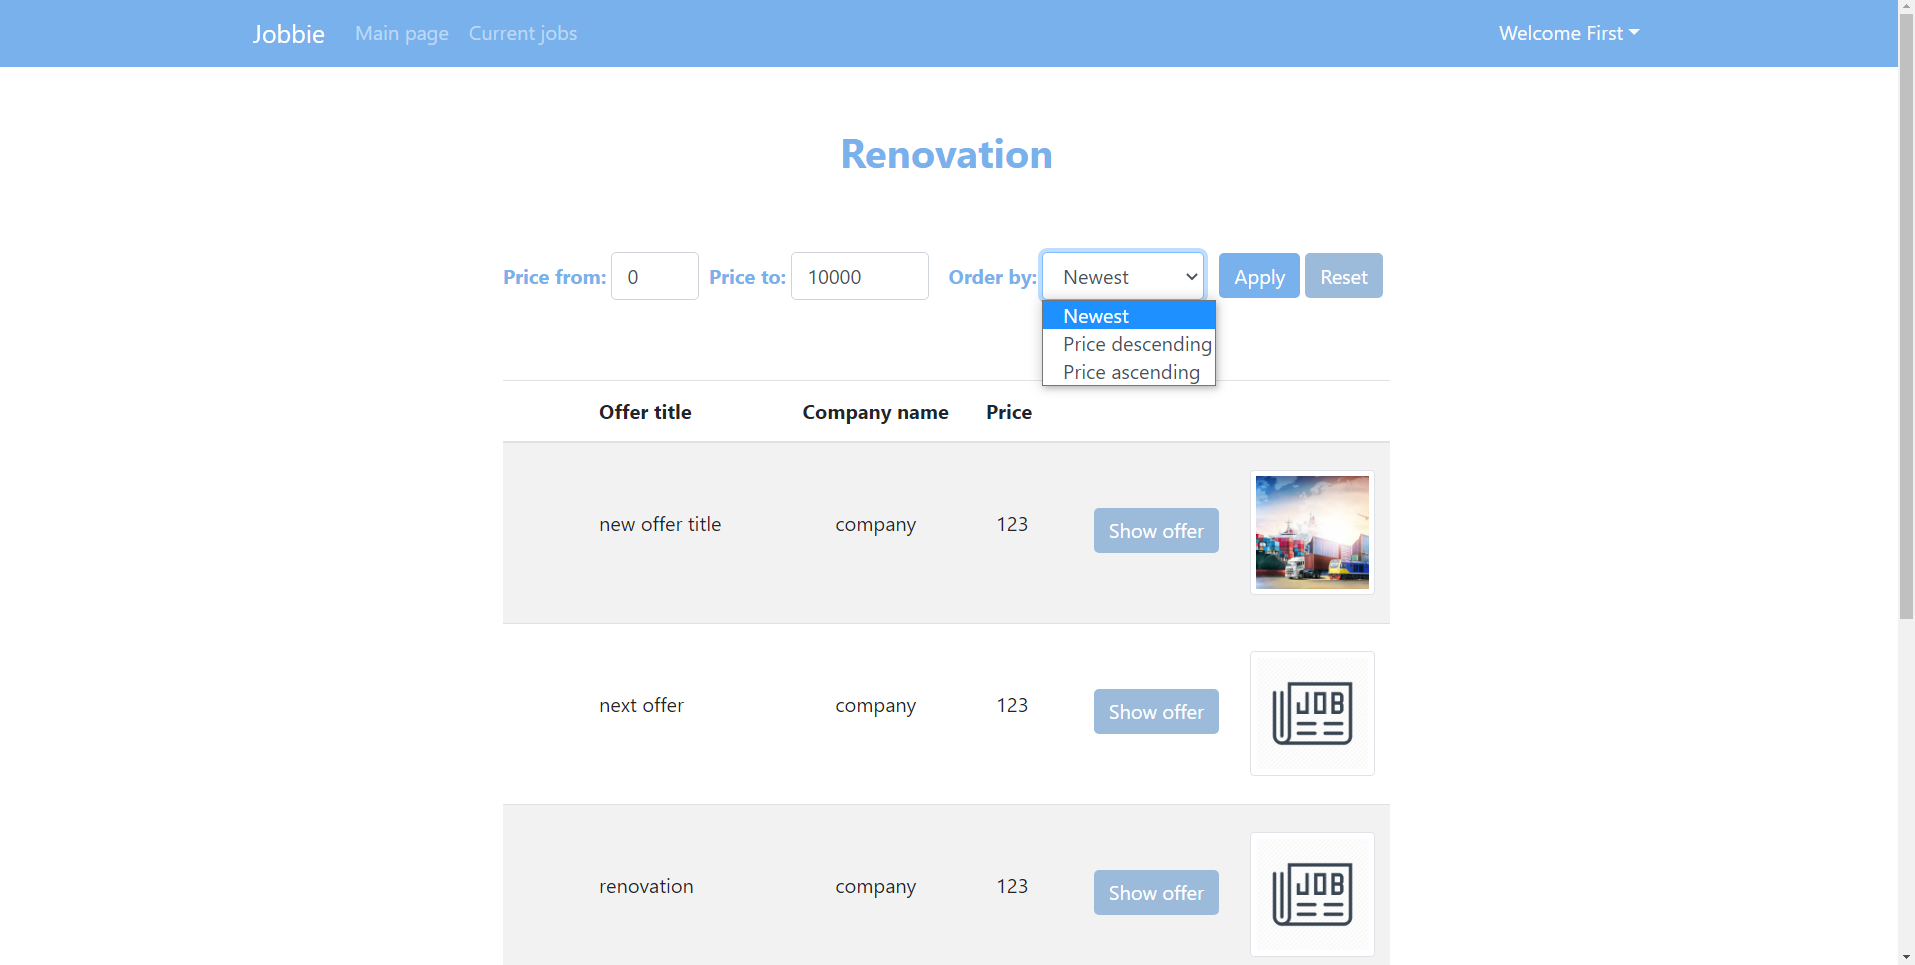 Jobbie Main page Current jobs Welcome First
Renovation
Price from: 0 Price to: 10000 Order by: Newest Apply Reset
Newest
Price descending
Price ascending
Offer title Company name Price
new offer title company 123 Show offer
next offer company 123 Show offer
JOB
renovation company 123 Show offer
JOB